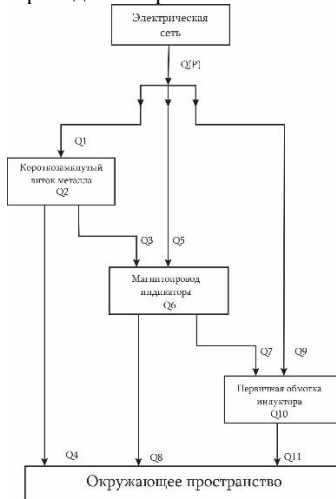 Электрическая
сеть
Q(P)
Q1
Короткозамкнутый
виток металла
Q2
Q3
Q5
Магнитопровод
индикатора
Q6
Q7
Q9
Первичная обмотка
индуктора
Q10
Q4
Q8
Q11
Окружающее пространство